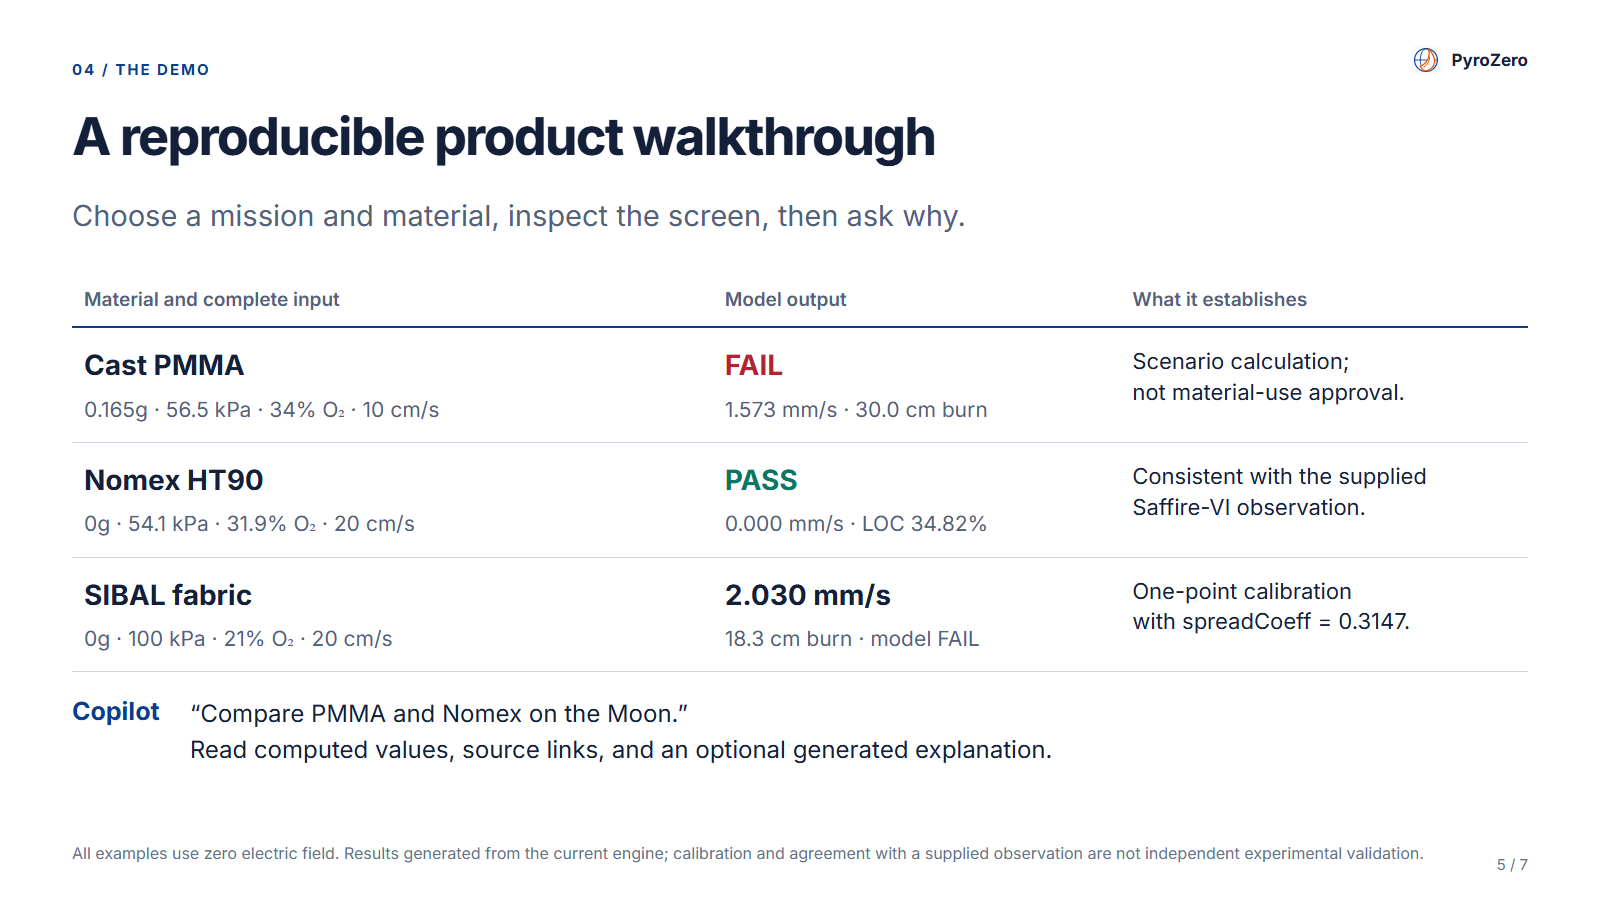 04 / THE DEMO
PyroZero
A reproducible product walkthrough
Choose a mission and material, inspect the screen, then ask why.
Material and complete input
Model output
What it establishes
Cast PMMA
0.165g · 56.5 kPa · 34% O₂ · 10 cm/s
FAIL
1.573 mm/s · 30.0 cm burn
Scenario calculation;
not material-use approval.
Nomex HT90
0g · 54.1 kPa · 31.9% O₂ · 20 cm/s
PASS
0.000 mm/s · LOC 34.82%
Consistent with the supplied
Saffire-VI observation.
SIBAL fabric
0g · 100 kPa · 21% O₂ · 20 cm/s
2.030 mm/s
18.3 cm burn · model FAIL
One-point calibration
with spreadCoeff = 0.3147.
Copilot
“Compare PMMA and Nomex on the Moon.”
Read computed values, source links, and an optional generated explanation.
All examples use zero electric field. Results generated from the current engine; calibration and agreement with a supplied observation are not independent experimental validation.
5 / 7